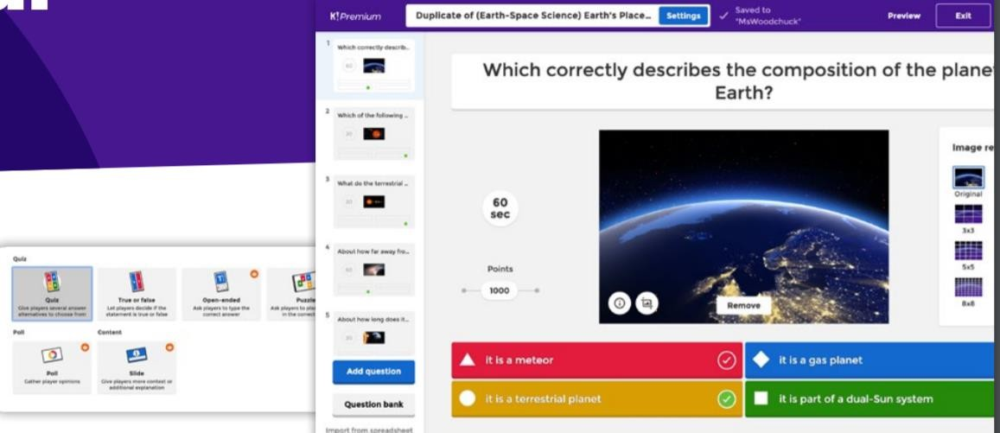 K! Premium
Duplicate of (Earth-Space Science) Earth's Place...
Settings
Saved to
"MsWoodchuck"
Preview
Exit
1
Which correctly describ...
60
2
Which of the following ...
20
3
What do the terrestrial ...
20
4
About how far away fro...
60
5
About how long does it...
20
Add question
Question bank
Import from spreadsheet
Which correctly describes the composition of the plane
Earth?
60
sec
Points
1000
Remove
Image re
Original
3x3
5x5
8x8
it is a meteor
it is a gas planet
it is a terrestrial planet
it is part of a dual-Sun system
Quiz
Quiz
Give players several answer
alternatives to choose from
True or false
Let players decide if the
statement is true or false
Open-ended
Ask players to type the
correct answer
Puzzle
Ask players to pla
in the correct
Poll
Content
Poll
Gather player opinions
Slide
Give players more context or
additional explanation